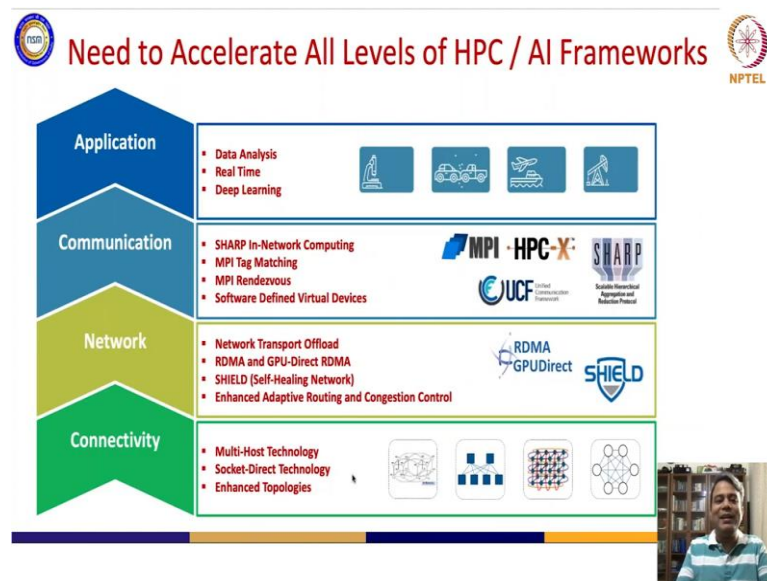 nsm
Need to Accelerate All Levels of HPC / AI Frameworks
NPTEL
Application
▪ Data Analysis
▪ Real Time
▪ Deep Learning
Communication
▪ SHARP In-Network Computing
▪ MPI Tag Matching
▪ MPI Rendezvous
▪ Software Defined Virtual Devices
MPI HPC-X
UCF Unified
Communication
Framework
SHARP
Scalable Hierarchical
Aggregation and
Reduction Protocol
Network
▪ Network Transport Offload
▪ RDMA and GPU-Direct RDMA
▪ SHIELD (Self-Healing Network)
▪ Enhanced Adaptive Routing and Congestion Control
RDMA
GPUDirect
SHIELD
Connectivity
▪ Multi-Host Technology
▪ Socket-Direct Technology
▪ Enhanced Topologies